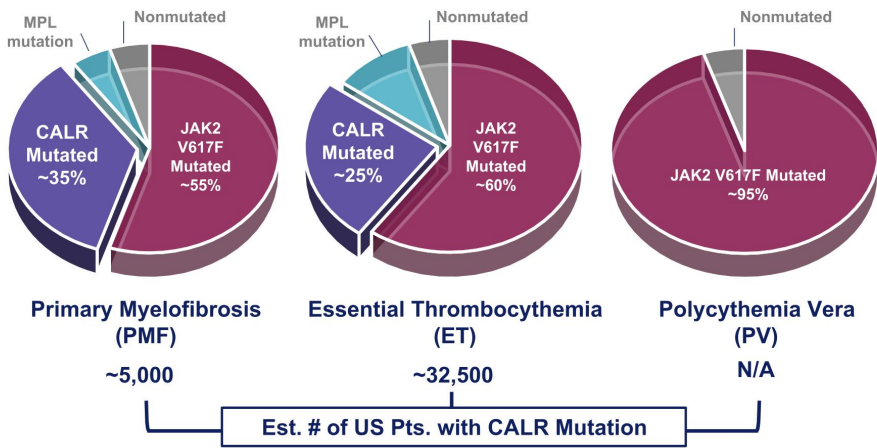 MPL
mutation
Nonmutated
CALR
Mutated
~35%
JAK2
V617F
Mutated
~55%
Primary Myelofibrosis
(PMF)
~5,000
MPL
mutation
Nonmutated
CALR
Mutated
~25%
JAK2
V617F
Mutated
~60%
Essential Thrombocythemia
(ET)
~32,500
Nonmutated
JAK2 V617F Mutated
~95%
Polycythemia Vera
(PV)
N/A
Est. # of US Pts. with CALR Mutation